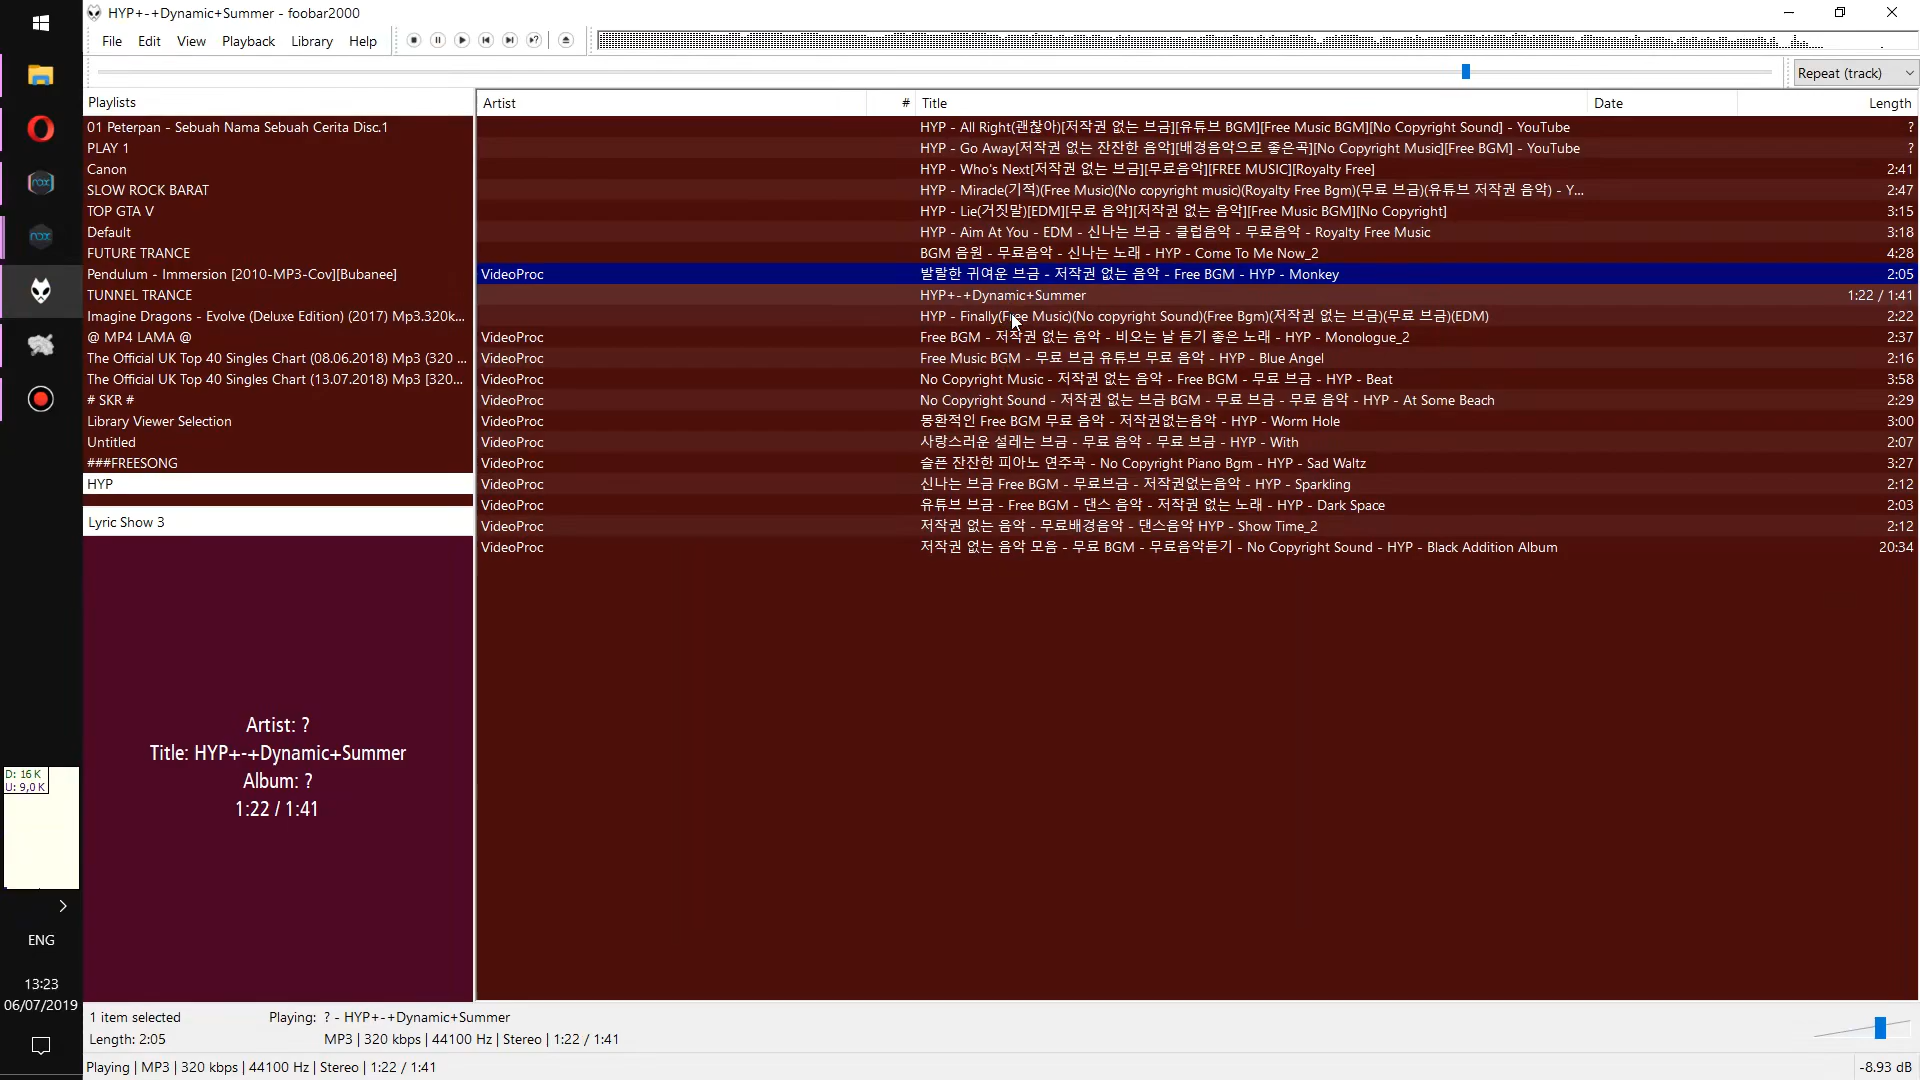 HYP+-+Dynamic+Summer - foobar2000
File Edit View Playback Library Help
Repeat (track)
Playlists
01 Peterpan - Sebuah Nama Sebuah Cerita Disc.1
PLAY 1
Canon
SLOW ROCK BARAT
TOP GTA V
Default
FUTURE TRANCE
Pendulum - Immersion [2010-MP3-Cov][Bubanee]
TUNNEL TRANCE
Imagine Dragons - Evolve (Deluxe Edition) (2017) Mp3.320k...
@ MP4 LAMA @
The Official UK Top 40 Singles Chart (08.06.2018) Mp3 (320 ...
The Official UK Top 40 Singles Chart (13.07.2018) Mp3 [320...
# SKR #
Library Viewer Selection
Untitled
###FREESONG
HYP
Lyric Show 3
Artist: ?
Title: HYP+-+Dynamic+Summer
Album: ?
1:22 / 1:41
Artist # Title Date Length
HYP - All Right(괜찮아)[저작권 없는 브금][유튜브 BGM][Free Music BGM][No Copyright Sound] - YouTube ?
HYP - Go Away[저작권 없는 잔잔한 음악][배경음악으로 좋은곡][No Copyright Music][Free BGM] - YouTube ?
HYP - Who's Next[저작권 없는 브금][무료음악][FREE MUSIC][Royalty Free] 2:41
HYP - Miracle(기적)(Free Music)(No copyright music)(Royalty Free Bgm)(무료 브금)(유튜브 저작권 음악) - Y... 2:47
HYP - Lie(거짓말)[EDM][무료 음악][저작권 없는 음악][Free Music BGM][No Copyright] 3:15
HYP - Aim At You - EDM - 신나는 브금 - 클럽음악 - 무료음악 - Royalty Free Music 3:18
BGM 음원 - 무료음악 - 신나는 노래 - HYP - Come To Me Now_2 4:28
VideoProc 발랄한 귀여운 브금 - 저작권 없는 음악 - Free BGM - HYP - Monkey 2:05
HYP+-+Dynamic+Summer 1:22 / 1:41
HYP - Finally(Free Music)(No copyright Sound)(Free Bgm)(저작권 없는 브금)(무료 브금)(EDM) 2:22
VideoProc Free BGM - 저작권 없는 음악 - 비오는 날 듣기 좋은 노래 - HYP - Monologue_2 2:37
VideoProc Free Music BGM - 무료 브금 유튜브 무료 음악 - HYP - Blue Angel 2:16
VideoProc No Copyright Music - 저작권 없는 음악 - Free BGM - 무료 브금 - HYP - Beat 3:58
VideoProc No Copyright Sound - 저작권 없는 브금 BGM - 무료 브금 - 무료 음악 - HYP - At Some Beach 2:29
VideoProc 몽환적인 Free BGM 무료 음악 - 저작권없는음악 - HYP - Worm Hole 3:00
VideoProc 사랑스러운 설레는 브금 - 무료 음악 - 무료 브금 - HYP - With 2:07
VideoProc 슬픈 잔잔한 피아노 연주곡 - No Copyright Piano Bgm - HYP - Sad Waltz 3:27
VideoProc 신나는 브금 Free BGM - 무료브금 - 저작권없는음악 - HYP - Sparkling 2:12
VideoProc 유튜브 브금 - Free BGM - 댄스 음악 - 저작권 없는 노래 - HYP - Dark Space 2:03
VideoProc 저작권 없는 음악 - 무료배경음악 - 댄스음악 HYP - Show Time_2 2:12
VideoProc 저작권 없는 음악 모음 - 무료 BGM - 무료음악듣기 - No Copyright Sound - HYP - Black Addition Album 20:34
nox
nox
D: 16 K
U: 9,0 K
ENG
13:23
06/07/2019
1 item selected
Length: 2:05
Playing: ? - HYP+-+Dynamic+Summer
MP3 | 320 kbps | 44100 Hz | Stereo | 1:22 / 1:41
Playing | MP3 | 320 kbps | 44100 Hz | Stereo | 1:22 / 1:41
-8.93 dB